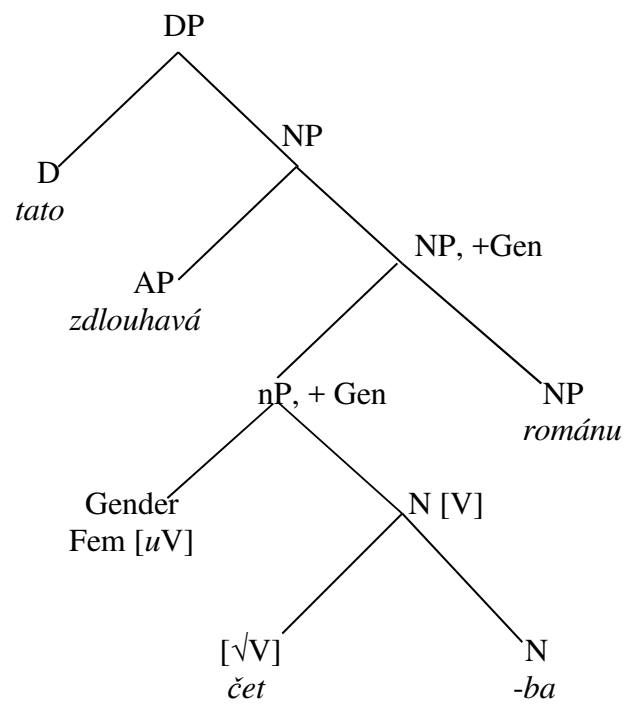 DP
NP
D
tato
NP, +Gen
AP
zdlouhavá
nP, + Gen
NP
románu
Gender
Fem [uV]
N [V]
[√V]
čet
N
-ba